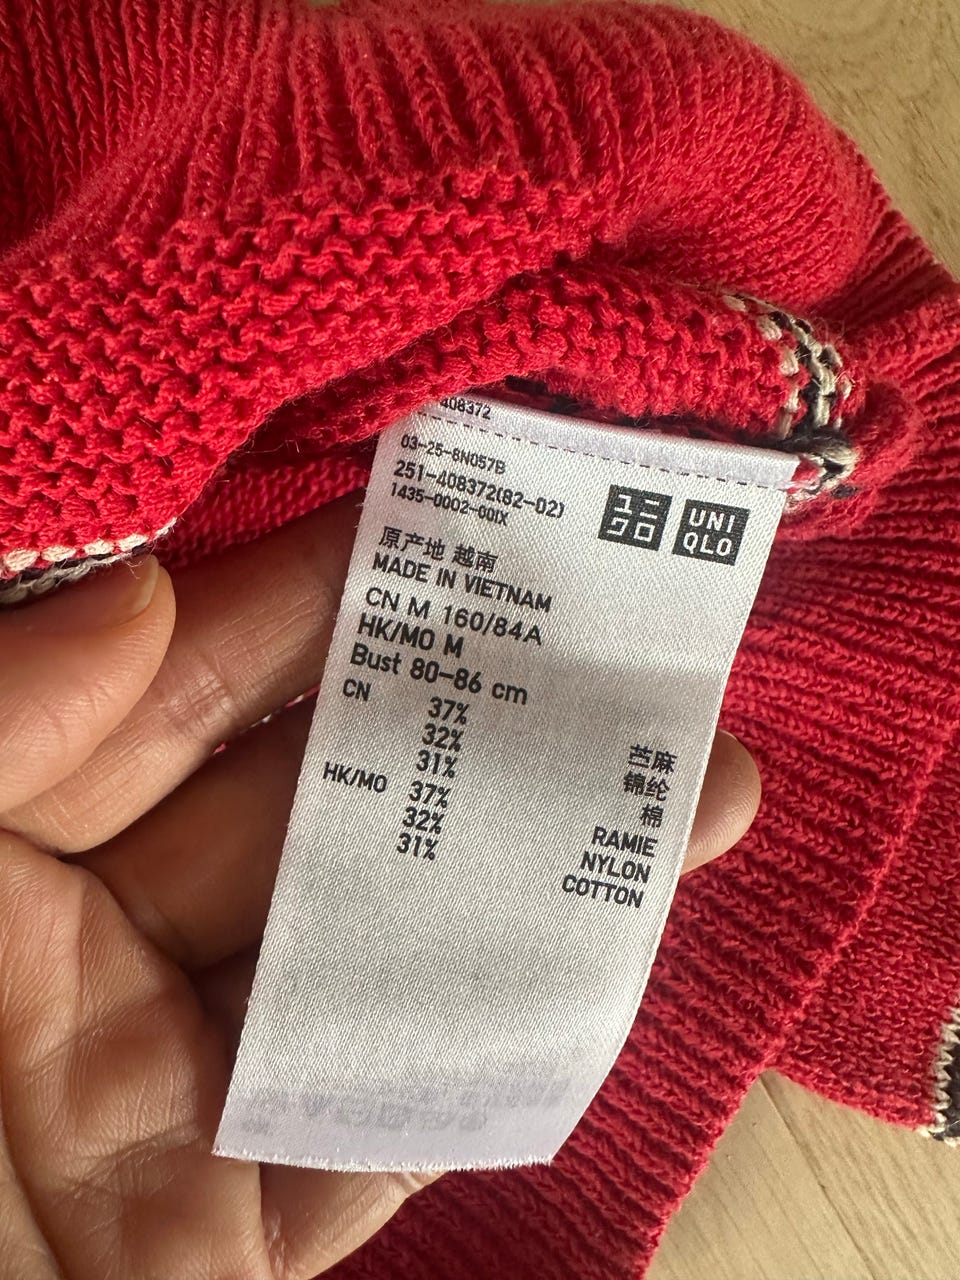 408372
03-25-8N057B
251-408372(82-02)
1435-0002-00IX
ユニ
クロ
UNI
QLO
原产地 越南
MADE IN VIETNAM
CN M 160/84A
HK/MO M
Bust 80-86 cm
CN 37% 苎麻
32% 锦纶
31% 棉
HK/MO 37% RAMIE
32% NYLON
31% COTTON